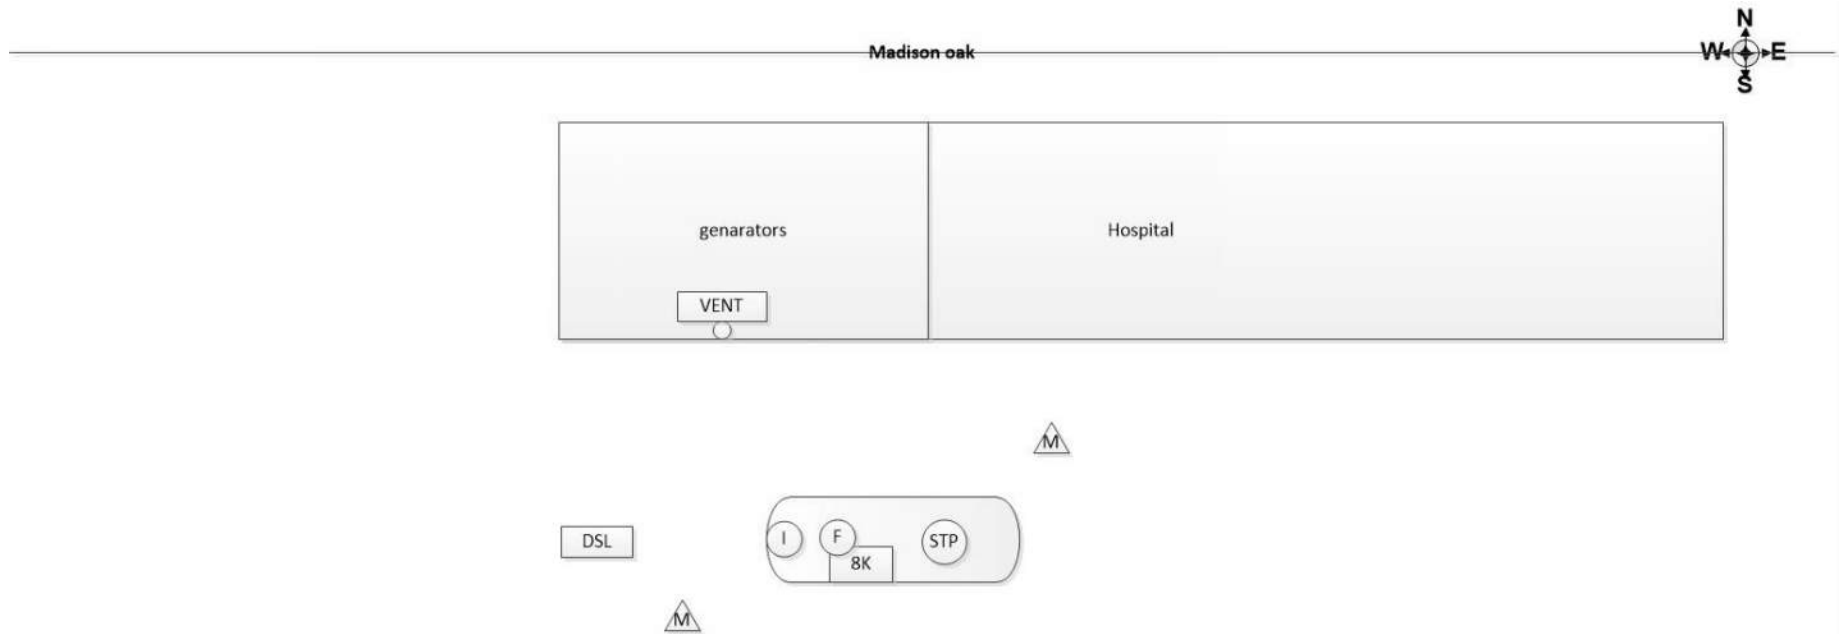 N
Madison oak
W E
S
genarators
Hospital
VENT
M
I
F
STP
DSL
8K
M